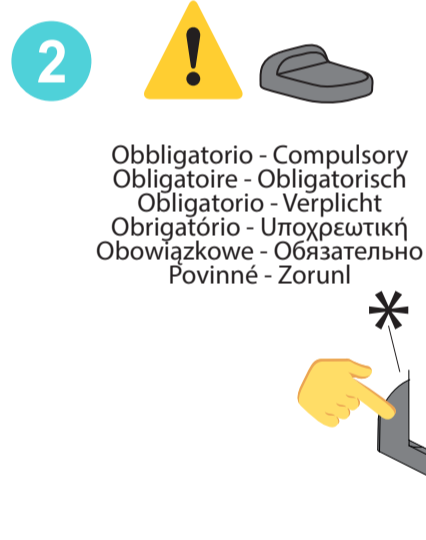 2
Obbligatorio - Compulsory
Obligatoire - Obligatorisch
Obligatorio - Verplicht
Obrigatório - Υποχρεωτική
Obowiązkowe - Обязательно
Povinné - Zorunl
*